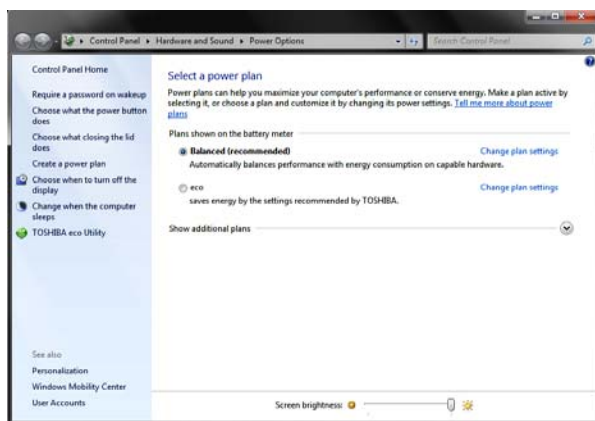 Control Panel ▸ Hardware and Sound ▸ Power Options
Search Control Panel
Control Panel Home
Require a password on wakeup
Choose what the power button
does
Choose what closing the lid
does
Create a power plan
Choose when to turn off the
display
Change when the computer
sleeps
TOSHIBA eco Utility
See also
Personalization
Windows Mobility Center
User Accounts
Select a power plan
Power plans can help you maximize your computer's performance or conserve energy. Make a plan active by
selecting it, or choose a plan and customize it by changing its power settings. Tell me more about power
plans
Plans shown on the battery meter
Balanced (recommended) Change plan settings
Automatically balances performance with energy consumption on capable hardware.
eco Change plan settings
saves energy by the settings recommended by TOSHIBA.
Show additional plans
Screen brightness: